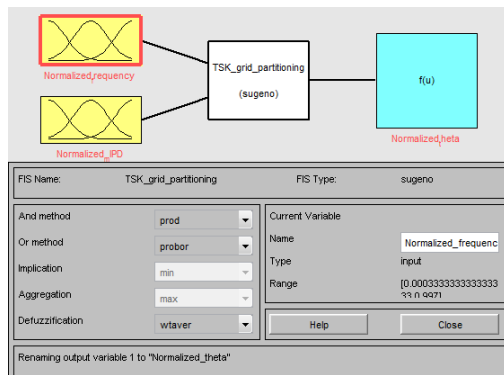 TSK_grid_partitioning
f(u)
(sugeno)
Normalized_frequency
Normalized_theta
Normalized_IPD
FIS Name: TSK_grid_partitioning FIS Type: sugeno
And method prod
Or method probor
Implication min
Aggregation max
Defuzzification wtaver
Current Variable
Name Normalized_frequenc
Type input
Range [0.0003333333333333
33 0.997]
Help Close
Renaming output variable 1 to "Normalized_theta"